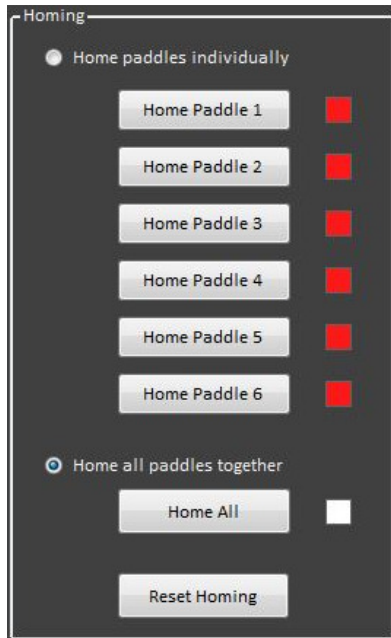 Homing
Home paddles individually
Home Paddle 1
Home Paddle 2
Home Paddle 3
Home Paddle 4
Home Paddle 5
Home Paddle 6
Home all paddles together
Home All
Reset Homing